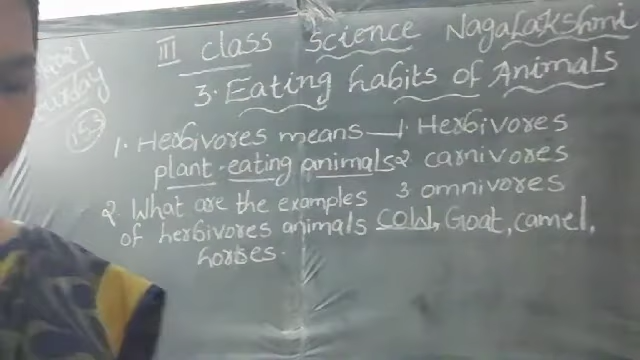 III class science NagaLakshmi
3. Eating habits of Animals
153
1. Herbivores means — 1. Herbivores
plant-eating animals 2 carnivores
3 omnivores
2. What are the examples
of herbivores animals COW, Goat, camel,
horses.